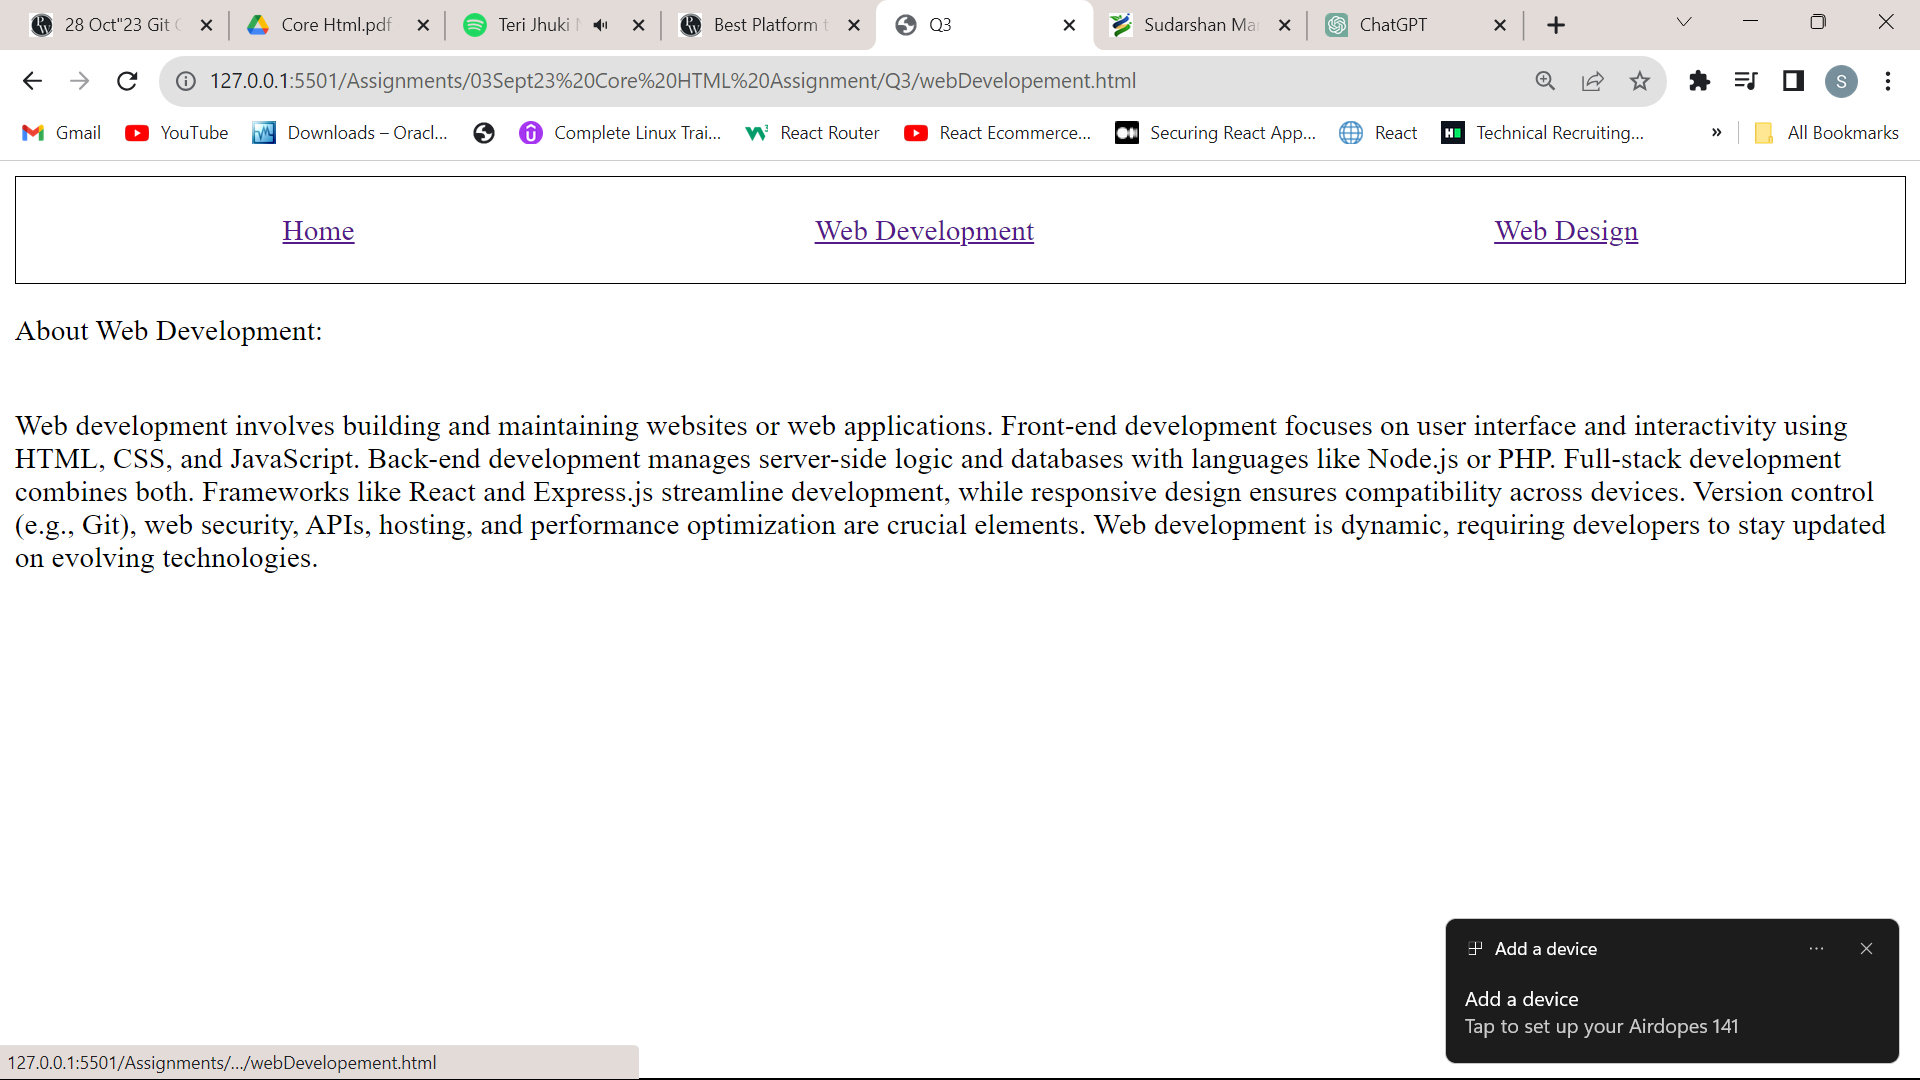 28 Oct"23 Git C
Core Html.pdf
Teri Jhuki N
Best Platform t
Q3
Sudarshan Mar
ChatGPT
127.0.0.1:5501/Assignments/03Sept23%20Core%20HTML%20Assignment/Q3/webDevelopement.html
S
Gmail
YouTube
Downloads – Oracl...
Complete Linux Trai...
React Router
React Ecommerce...
Securing React App...
React
Technical Recruiting...
»
All Bookmarks
Home
Web Development
Web Design
About Web Development:
Web development involves building and maintaining websites or web applications. Front-end development focuses on user interface and interactivity using
HTML, CSS, and JavaScript. Back-end development manages server-side logic and databases with languages like Node.js or PHP. Full-stack development
combines both. Frameworks like React and Express.js streamline development, while responsive design ensures compatibility across devices. Version control
(e.g., Git), web security, APIs, hosting, and performance optimization are crucial elements. Web development is dynamic, requiring developers to stay updated
on evolving technologies.
Add a device
Add a device
Tap to set up your Airdopes 141
127.0.0.1:5501/Assignments/.../webDevelopement.html